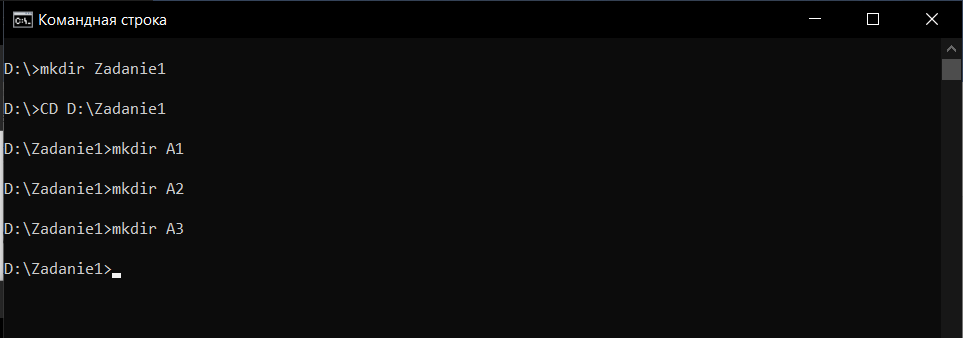 Командная строка
D:\>mkdir Zadanie1
D:\>CD D:\Zadanie1
D:\Zadanie1>mkdir A1
D:\Zadanie1>mkdir A2
D:\Zadanie1>mkdir A3
D:\Zadanie1>